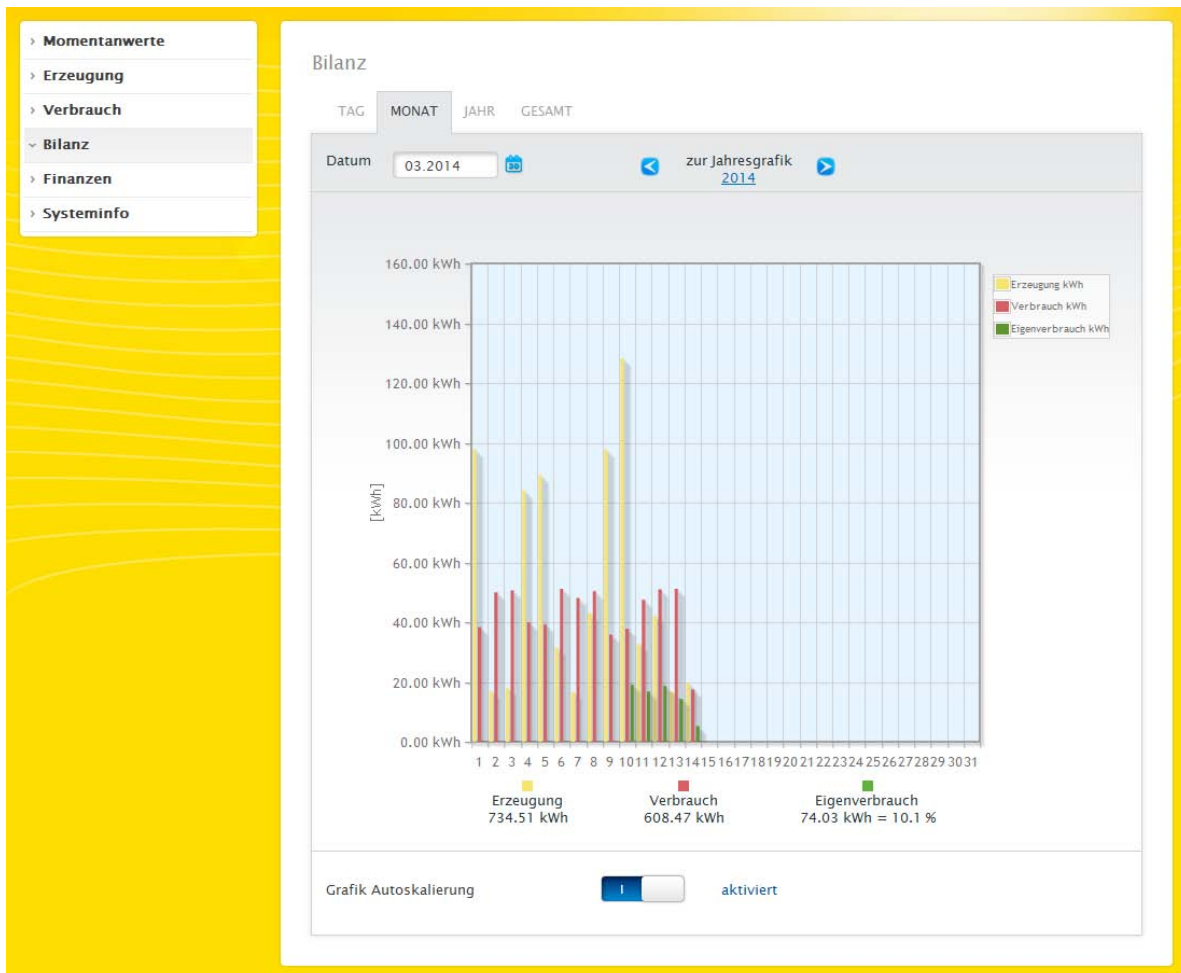 Momentanwerte
Erzeugung
Verbrauch
Bilanz
Finanzen
Systeminfo
Bilanz
TAG MONAT JAHR GESAMT
Datum 03.2014 30 zur Jahresgrafik
2014
160.00 kWh
140.00 kWh
120.00 kWh
100.00 kWh
80.00 kWh
60.00 kWh
40.00 kWh
20.00 kWh
0.00 kWh
[kWh]
Erzeugung kWh
Verbrauch kWh
Eigenverbrauch kWh
1 2 3 4 5 6 7 8 9 10 11 12 13 14 15 16 17 18 19 20 21 22 23 24 25 26 27 28 29 30 31
Erzeugung
734.51 kWh
Verbrauch
608.47 kWh
Eigenverbrauch
74.03 kWh = 10.1 %
Grafik Autoskalierung I aktiviert